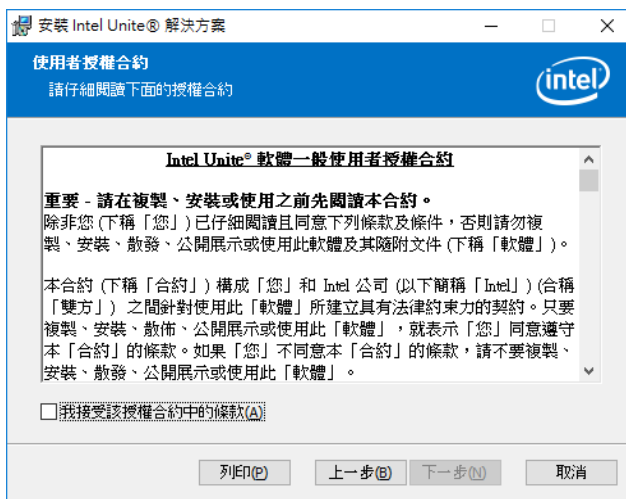 安裝 Intel Unite® 解決方案
使用者授權合約
請仔細閱讀下面的授權合約
intel
Intel Unite® 軟體一般使用者授權合約
重要 - 請在複製、安裝或使用之前先閱讀本合約。
除非您 (下稱「您」) 已仔細閱讀且同意下列條款及條件，否則請勿複
製、安裝、散發、公開展示或使用此軟體及其隨附文件 (下稱「軟體」)。
本合約 (下稱「合約」) 構成「您」和 Intel 公司 (以下簡稱「Intel」) (合稱
「雙方」) 之間針對使用此「軟體」所建立具有法律約束力的契約。只要
複製、安裝、散佈、公開展示或使用此「軟體」，就表示「您」同意遵守
本「合約」的條款。如果「您」不同意本「合約」的條款，請不要複製、
安裝、散發、公開展示或使用此「軟體」。
我接受該授權合約中的條款(A)
列印(P) 上一步(B) 下一步(N) 取消